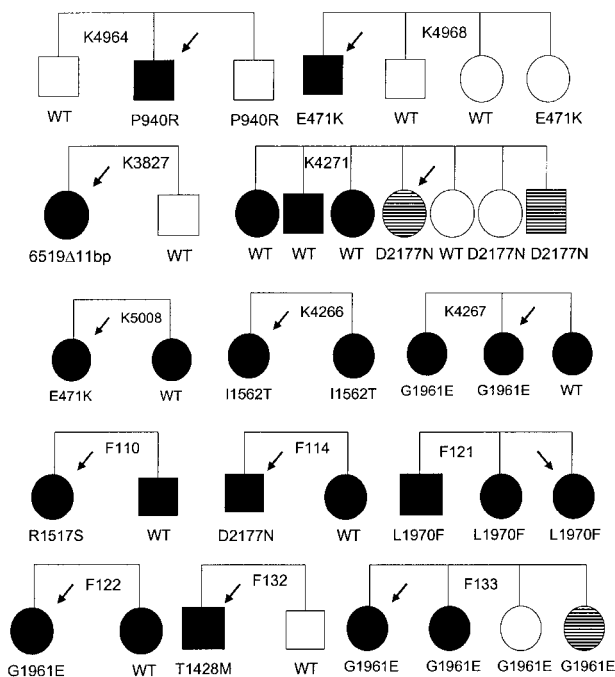 K4964 K4968
WT P940R P940R E471K WT WT E471K
K3827 K4271
6519Δ11bp WT WT WT WT D2177N WT D2177N D2177N
K5008 K4266 K4267
E471K WT I1562T I1562T G1961E G1961E WT
F110 F114 F121
R1517S WT D2177N WT L1970F L1970F L1970F
F122 F132 F133
G1961E WT T1428M WT G1961E G1961E G1961E G1961E